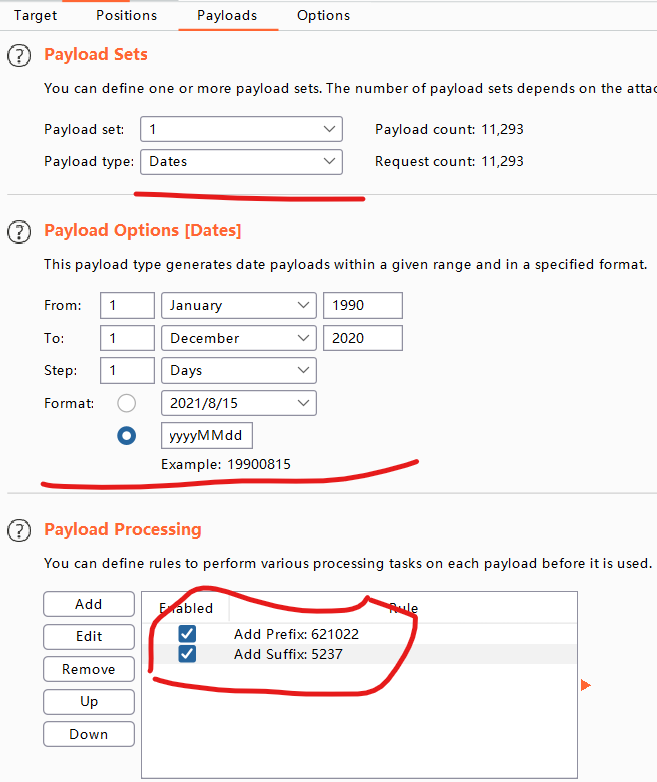 Target Positions Payloads Options
? Payload Sets
You can define one or more payload sets. The number of payload sets depends on the attac
Payload set: 1 Payload count: 11,293
Payload type: Dates Request count: 11,293
? Payload Options [Dates]
This payload type generates date payloads within a given range and in a specified format.
From: 1 January 1990
To: 1 December 2020
Step: 1 Days
Format: 2021/8/15
yyyyMMdd
Example: 19900815
? Payload Processing
You can define rules to perform various processing tasks on each payload before it is used.
Add Enabled Rule
Edit Add Prefix: 621022
Remove Add Suffix: 5237
Up
Down